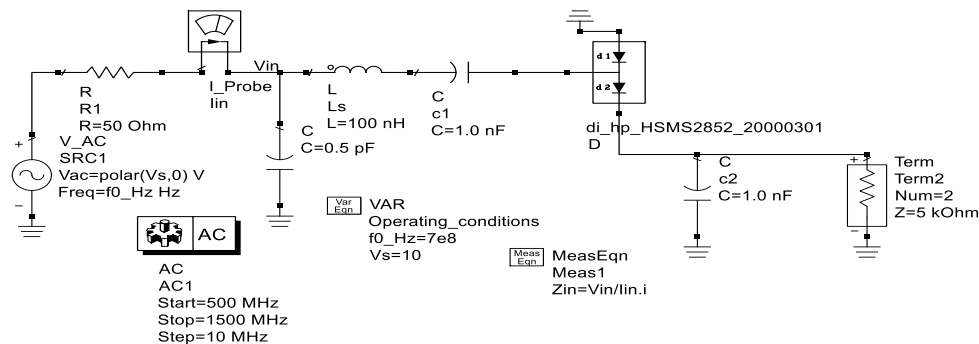 R
R1
R=50 Ohm
V_AC
SRC1
Vac=polar(Vs,0) V
Freq=f0_Hz Hz
+
–
I_Probe
Iin
Vin
C
C=0.5 pF
L
Ls
L=100 nH
C
c1
C=1.0 nF
d1
d2
di_hp_HSMS2852_20000301
D
C
c2
C=1.0 nF
+
–
Term
Term2
Num=2
Z=5 kOhm
AC
AC
AC1
Start=500 MHz
Stop=1500 MHz
Step=10 MHz
Var
Eqn
VAR
Operating_conditions
f0_Hz=7e8
Vs=10
Meas
Eqn
MeasEqn
Meas1
Zin=Vin/Iin.i